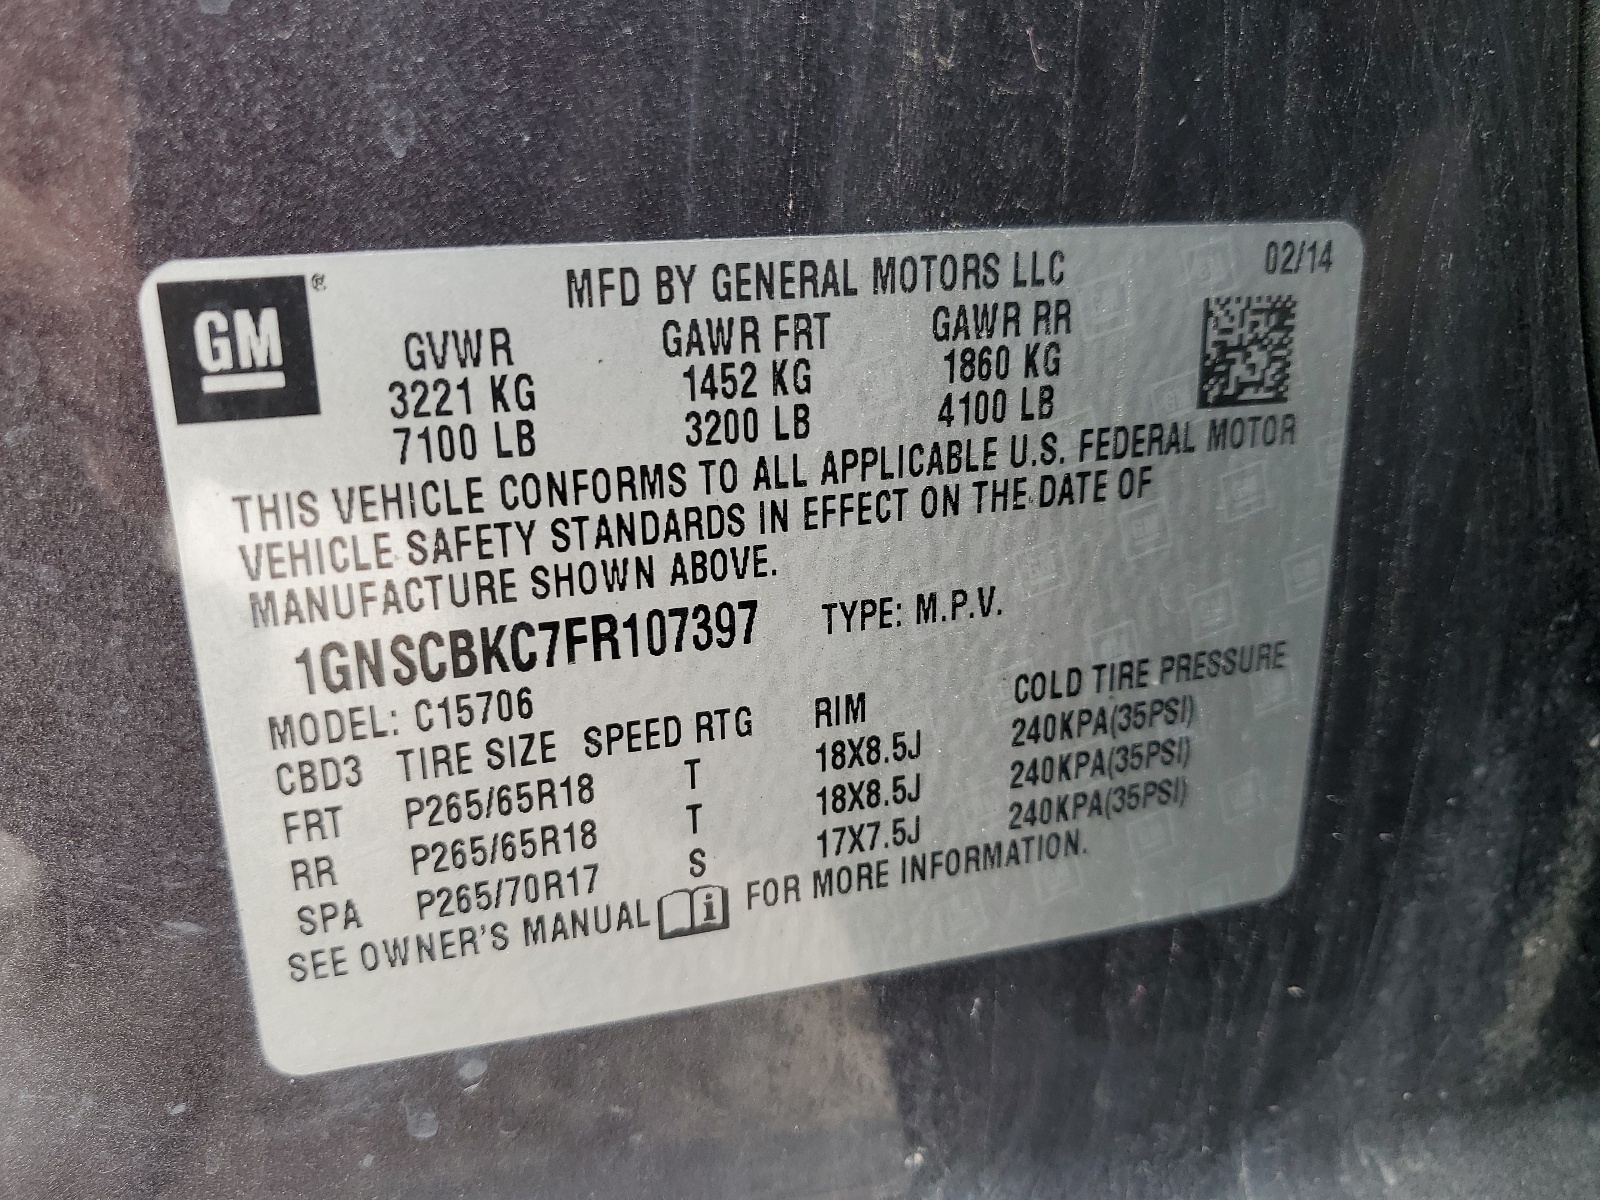 GM ®
MFD BY GENERAL MOTORS LLC 02/14
GVWR GAWR FRT GAWR RR
3221 KG 1452 KG 1860 KG
7100 LB 3200 LB 4100 LB
THIS VEHICLE CONFORMS TO ALL APPLICABLE U.S. FEDERAL MOTOR
VEHICLE SAFETY STANDARDS IN EFFECT ON THE DATE OF
MANUFACTURE SHOWN ABOVE.
1GNSCBKC7FR107397 TYPE: M.P.V.
MODEL: C15706
CBD3 TIRE SIZE SPEED RTG RIM COLD TIRE PRESSURE
FRT P265/65R18 T 18X8.5J 240KPA(35PSI)
RR P265/65R18 T 18X8.5J 240KPA(35PSI)
SPA P265/70R17 S 17X7.5J 240KPA(35PSI)
SEE OWNER'S MANUAL i FOR MORE INFORMATION.